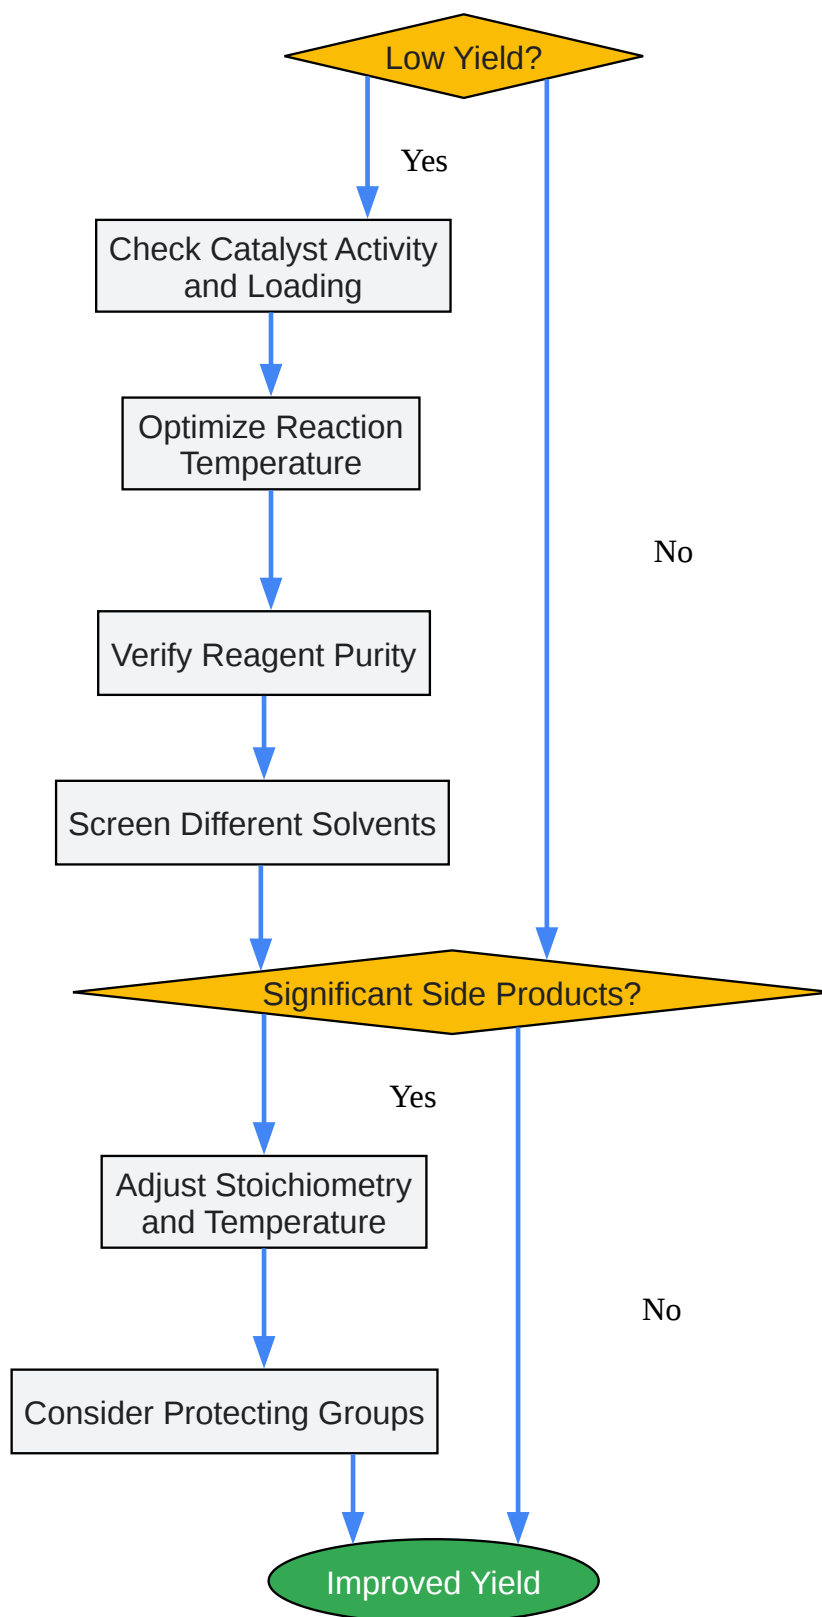 Low Yield?
Yes
Check Catalyst Activity
and Loading
Optimize Reaction
Temperature
No
Verify Reagent Purity
Screen Different Solvents
Significant Side Products?
Yes
Adjust Stoichiometry
and Temperature
No
Consider Protecting Groups
Improved Yield